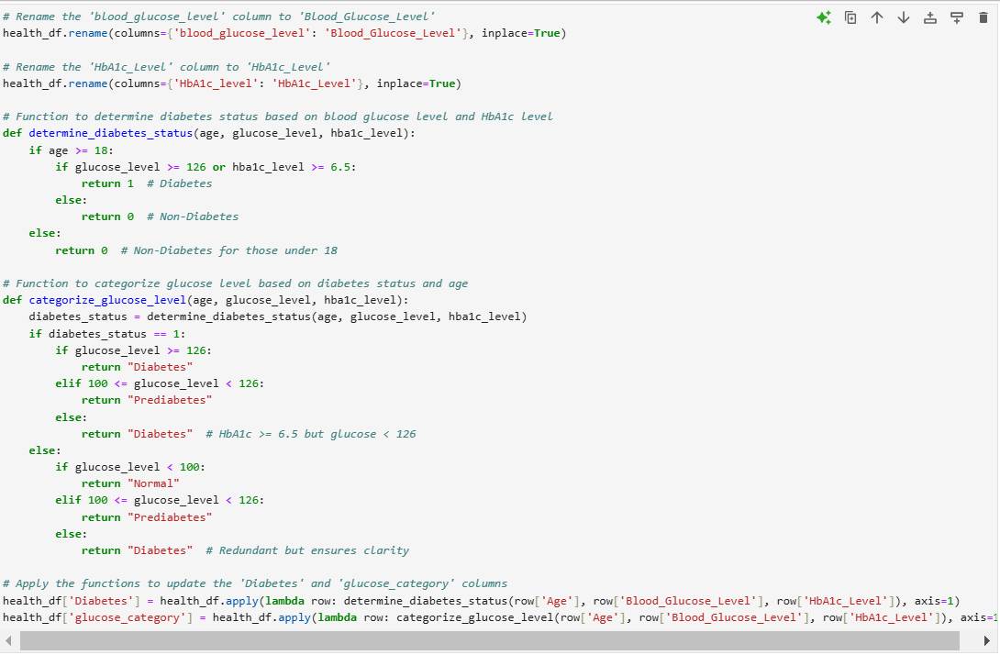 # Rename the 'blood_glucose_level' column to 'Blood_Glucose_Level'
health_df.rename(columns={'blood_glucose_level': 'Blood_Glucose_Level'}, inplace=True)

# Rename the 'HbA1c_Level' column to 'HbA1c_Level'
health_df.rename(columns={'HbA1c_level': 'HbA1c_Level'}, inplace=True)

# Function to determine diabetes status based on blood glucose level and HbA1c level
def determine_diabetes_status(age, glucose_level, hba1c_level):
    if age >= 18:
        if glucose_level >= 126 or hba1c_level >= 6.5:
            return 1  # Diabetes
        else:
            return 0  # Non-Diabetes
    else:
        return 0  # Non-Diabetes for those under 18

# Function to categorize glucose level based on diabetes status and age
def categorize_glucose_level(age, glucose_level, hba1c_level):
    diabetes_status = determine_diabetes_status(age, glucose_level, hba1c_level)
    if diabetes_status == 1:
        if glucose_level >= 126:
            return "Diabetes"
        elif 100 <= glucose_level < 126:
            return "Prediabetes"
        else:
            return "Diabetes"  # HbA1c >= 6.5 but glucose < 126
    else:
        if glucose_level < 100:
            return "Normal"
        elif 100 <= glucose_level < 126:
            return "Prediabetes"
        else:
            return "Diabetes"  # Redundant but ensures clarity

# Apply the functions to update the 'Diabetes' and 'glucose_category' columns
health_df['Diabetes'] = health_df.apply(lambda row: determine_diabetes_status(row['Age'], row['Blood_Glucose_Level'], row['HbA1c_Level']), axis=1)
health_df['glucose_category'] = health_df.apply(lambda row: categorize_glucose_level(row['Age'], row['Blood_Glucose_Level'], row['HbA1c_Level']), axis=1